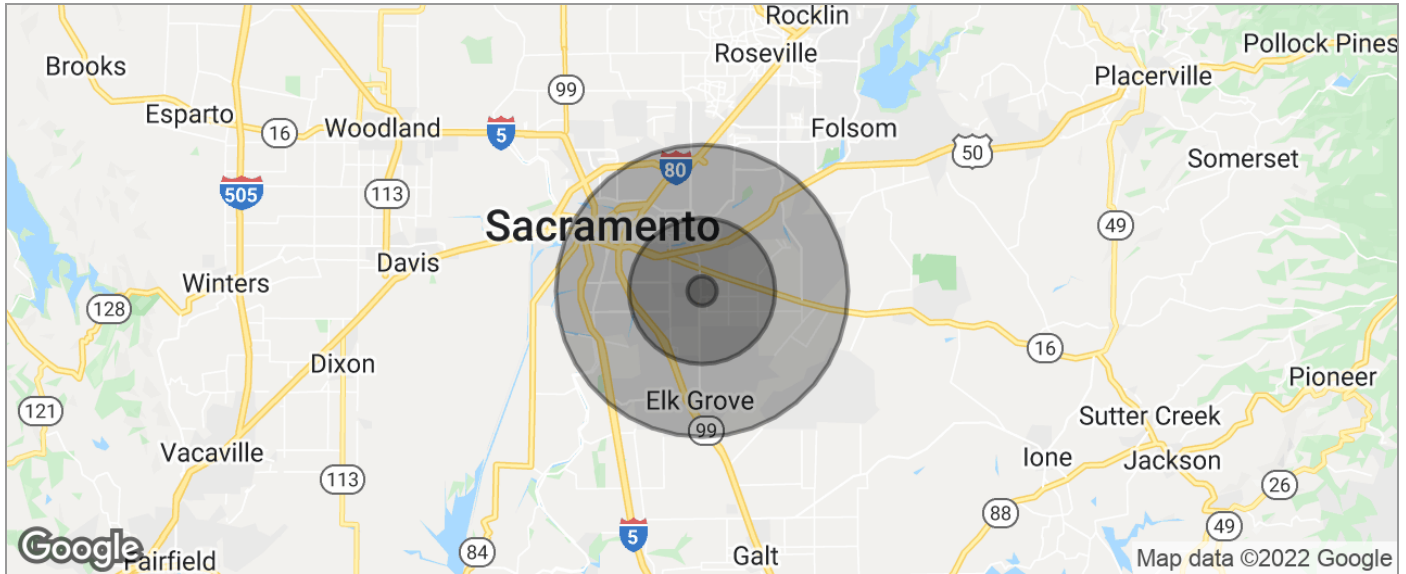 Rocklin
Roseville
Pollock Pines
Brooks
Placerville
99
Esparto
16
Woodland
5
Folsom
50
Somerset
80
505
113
Sacramento
49
Davis
Winters
128
16
Dixon
Pioneer
121
Elk Grove
Sutter Creek
99
Vacaville
Ione
Jackson
113
26
88
49
5
84
Galt
Google
Fairfield
Map data ©2022 Google